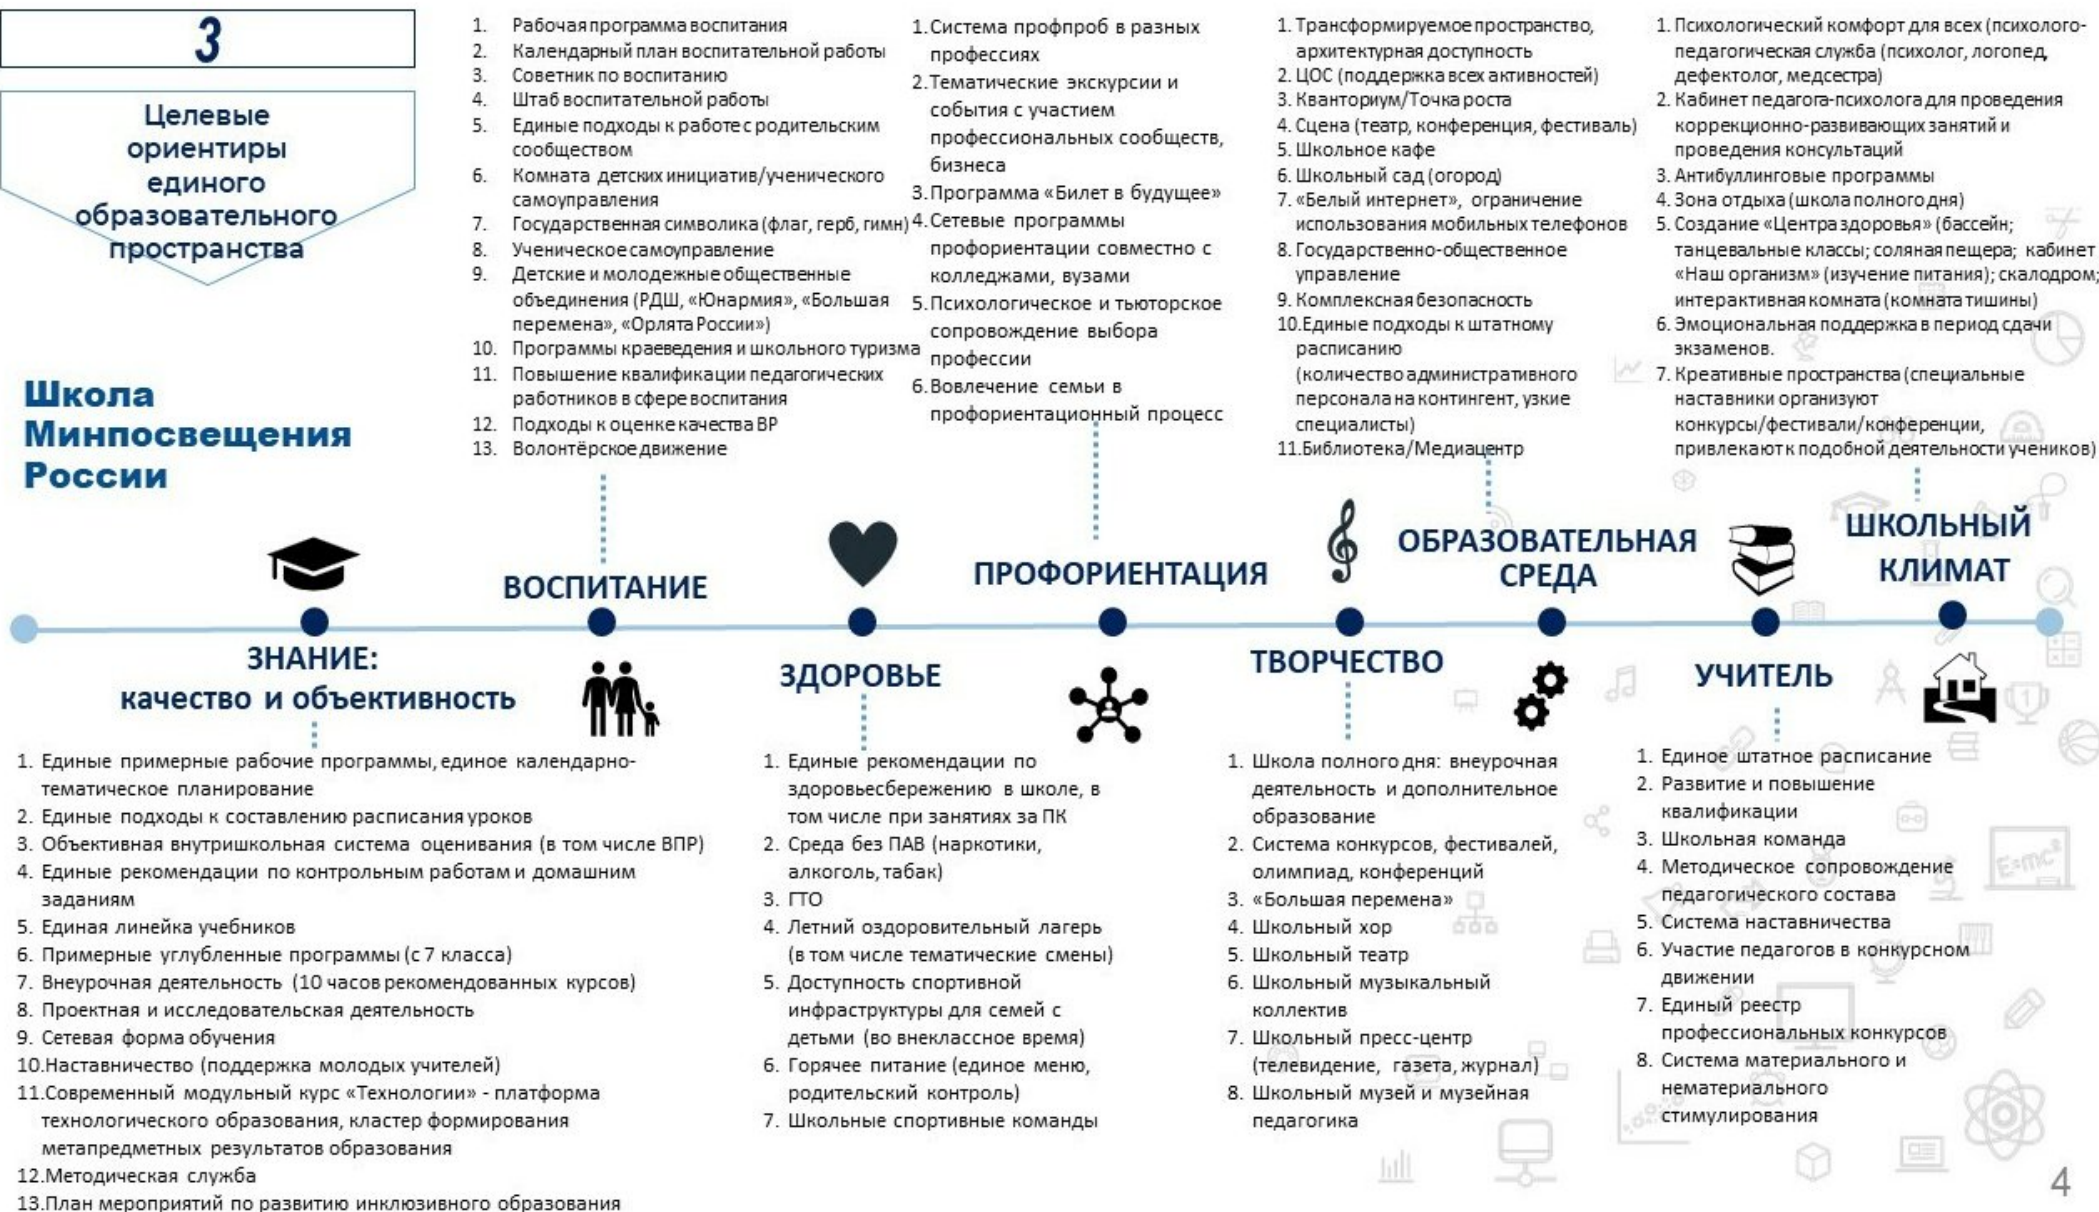 3
Целевые
ориентиры
единого
образовательного
пространства
Школа
Минпосвещения
России
1. Рабочая программа воспитания
2. Календарный план воспитательной работы
3. Советник по воспитанию
4. Штаб воспитательной работы
5. Единые подходы к работе с родительским
сообществом
6. Комната детских инициатив/ученического
самоуправления
7. Государственная символика (флаг, герб, гимн)
8. Ученическое самоуправление
9. Детские и молодежные общественные
объединения (РДШ, «Юнармия», «Большая
перемена», «Орлята России»)
10. Программы краеведения и школьного туризма
11. Повышение квалификации педагогических
работников в сфере воспитания
12. Подходы к оценке качества ВР
13. Волонтёрское движение
1. Система профпроб в разных
профессиях
2. Тематические экскурсии и
события с участием
профессиональных сообществ,
бизнеса
3. Программа «Билет в будущее»
4. Сетевые программы
профориентации совместно с
колледжами, вузами
5. Психологическое и тьюторское
сопровождение выбора
профессии
6. Вовлечение семьи в
профориентационный процесс
1. Трансформируемое пространство,
архитектурная доступность
2. ЦОС (поддержка всех активностей)
3. Кванториум/Точка роста
4. Сцена (театр, конференция, фестиваль)
5. Школьное кафе
6. Школьный сад (огород)
7. «Белый интернет», ограничение
использования мобильных телефонов
8. Государственно-общественное
управление
9. Комплексная безопасность
10.Единые подходы к штатному
расписанию
(количество административного
персонала на контингент, узкие
специалисты)
11.Библиотека/Медиацентр
1. Психологический комфорт для всех (психолого-
педагогическая служба (психолог, логопед,
дефектолог, медсестра)
2. Кабинет педагога-психолога для проведения
коррекционно-развивающих занятий и
проведения консультаций
3. Антибуллинговые программы
4. Зона отдыха (школа полного дня)
5. Создание «Центра здоровья» (бассейн;
танцевальные классы; соляная пещера; кабинет
«Наш организм» (изучение питания); скалодром;
интерактивная комната (комната тишины)
6. Эмоциональная поддержка в период сдачи
экзаменов.
7. Креативные пространства (специальные
наставники организуют
конкурсы/фестивали/конференции,
привлекают к подобной деятельности учеников)
ВОСПИТАНИЕ
ПРОФОРИЕНТАЦИЯ
ОБРАЗОВАТЕЛЬНАЯ
СРЕДА
ШКОЛЬНЫЙ
КЛИМАТ
ЗНАНИЕ:
качество и объективность
ЗДОРОВЬЕ
ТВОРЧЕСТВО
УЧИТЕЛЬ
1. Единые примерные рабочие программы, единое календарно-
тематическое планирование
2. Единые подходы к составлению расписания уроков
3. Объективная внутришкольная система оценивания (в том числе ВПР)
4. Единые рекомендации по контрольным работам и домашним
заданиям
5. Единая линейка учебников
6. Примерные углубленные программы (с 7 класса)
7. Внеурочная деятельность (10 часов рекомендованных курсов)
8. Проектная и исследовательская деятельность
9. Сетевая форма обучения
10.Наставничество (поддержка молодых учителей)
11.Современный модульный курс «Технологии» - платформа
технологического образования, кластер формирования
метапредметных результатов образования
12.Методическая служба
13.План мероприятий по развитию инклюзивного образования
1. Единые рекомендации по
здоровьесбережению в школе, в
том числе при занятиях за ПК
2. Среда без ПАВ (наркотики,
алкоголь, табак)
3. ГТО
4. Летний оздоровительный лагерь
(в том числе тематические смены)
5. Доступность спортивной
инфраструктуры для семей с
детьми (во внеклассное время)
6. Горячее питание (единое меню,
родительский контроль)
7. Школьные спортивные команды
1. Школа полного дня: внеурочная
деятельность и дополнительное
образование
2. Система конкурсов, фестивалей,
олимпиад, конференций
3. «Большая перемена»
4. Школьный хор
5. Школьный театр
6. Школьный музыкальный
коллектив
7. Школьный пресс-центр
(телевидение, газета, журнал)
8. Школьный музей и музейная
педагогика
1. Единое штатное расписание
2. Развитие и повышение
квалификации
3. Школьная команда
4. Методическое сопровождение
педагогического состава
5. Система наставничества
6. Участие педагогов в конкурсном
движении
7. Единый реестр
профессиональных конкурсов
8. Система материального и
нематериального
стимулирования
E=mc²
1
4